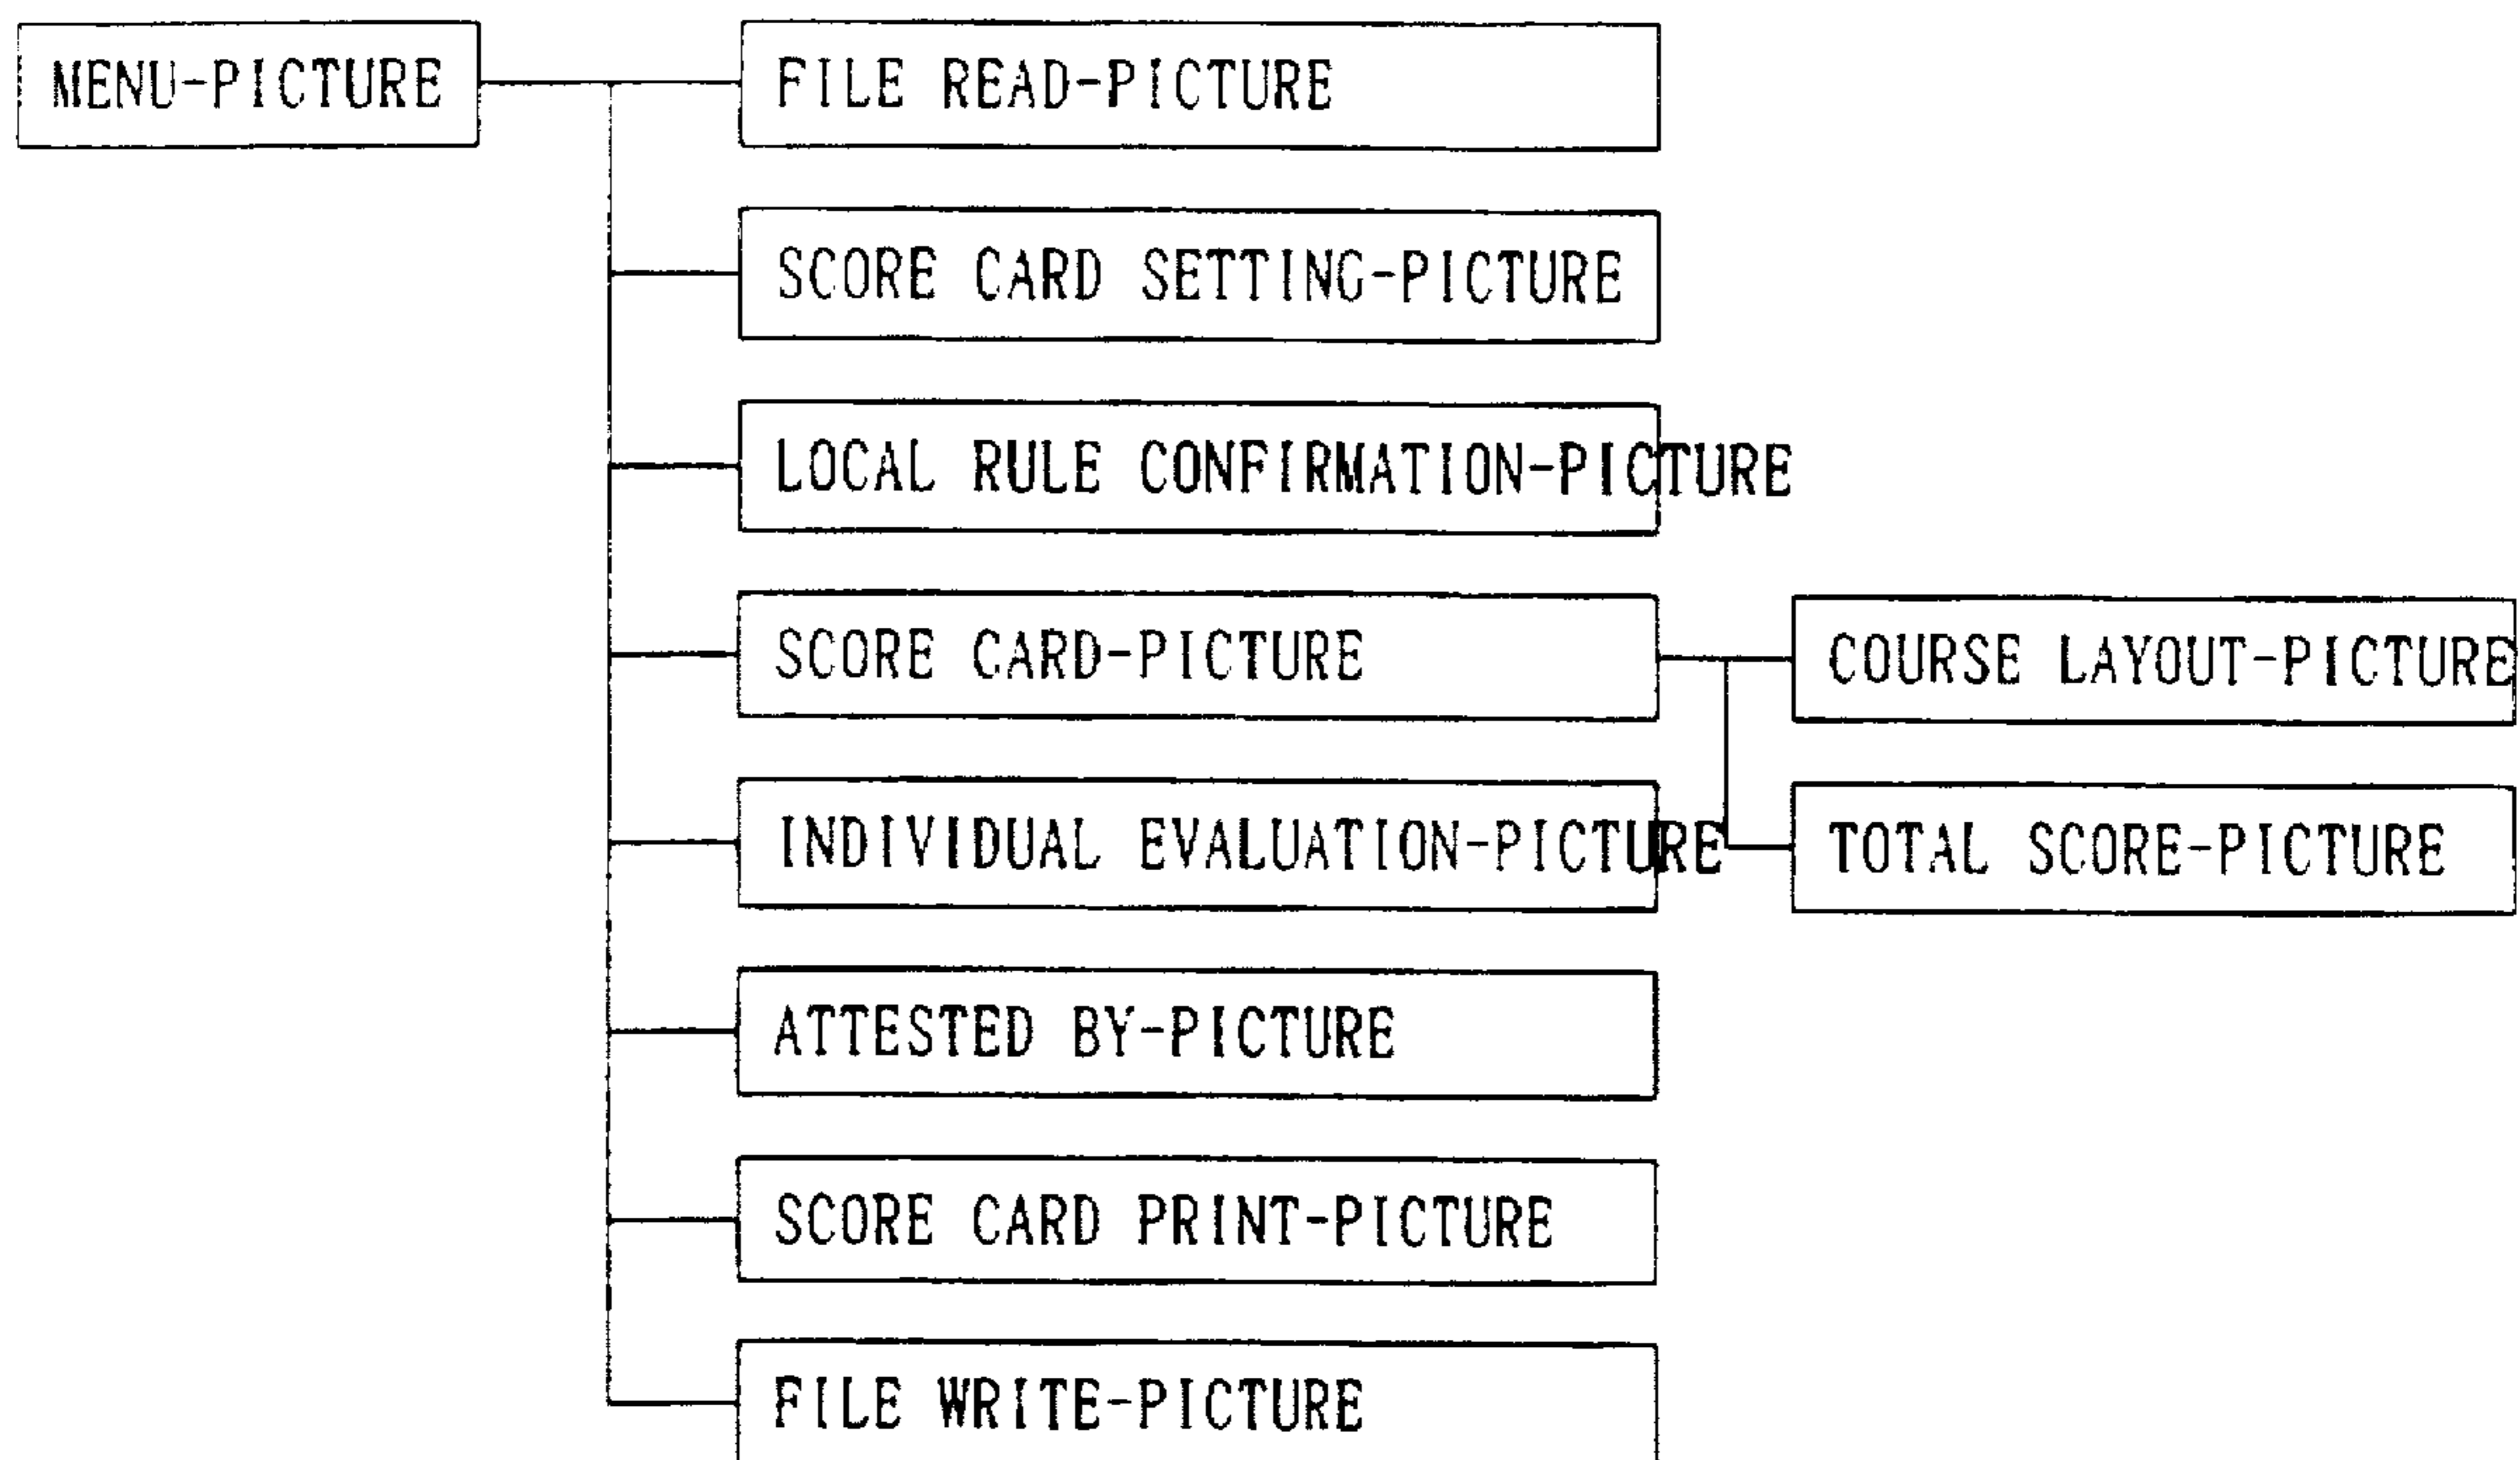 MENU-PICTURE
FILE READ-PICTURE
SCORE CARD SETTING-PICTURE
LOCAL RULE CONFIRMATION-PICTURE
SCORE CARD-PICTURE
COURSE LAYOUT-PICTURE
INDIVIDUAL EVALUATION-PICTURE
TOTAL SCORE-PICTURE
ATTESTED BY-PICTURE
SCORE CARD PRINT-PICTURE
FILE WRITE-PICTURE